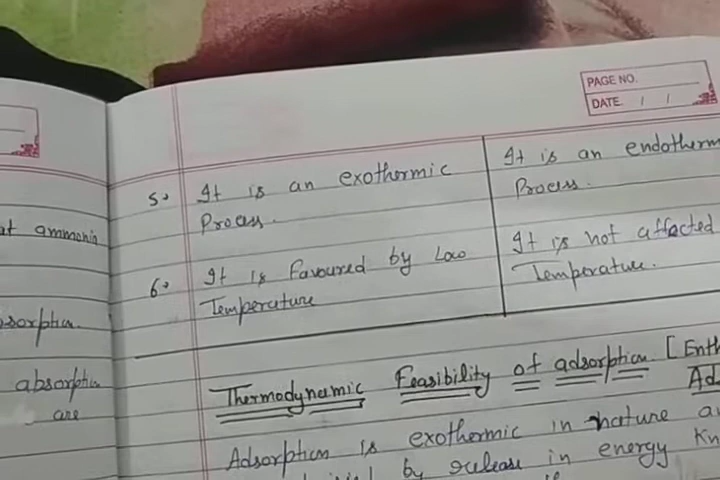 PAGE NO.
DATE / /
5. It is an exothermic
Process.
It is an endotherm
Process.
6. It is Favoured by Low
Temperature
It is not affected
Temperature.
at ammonia
absorption
are
Thermodynamic Feasibility of adsorption [Enth
Ad
Adsorption is exothermic in nature a
by release in energy Kn